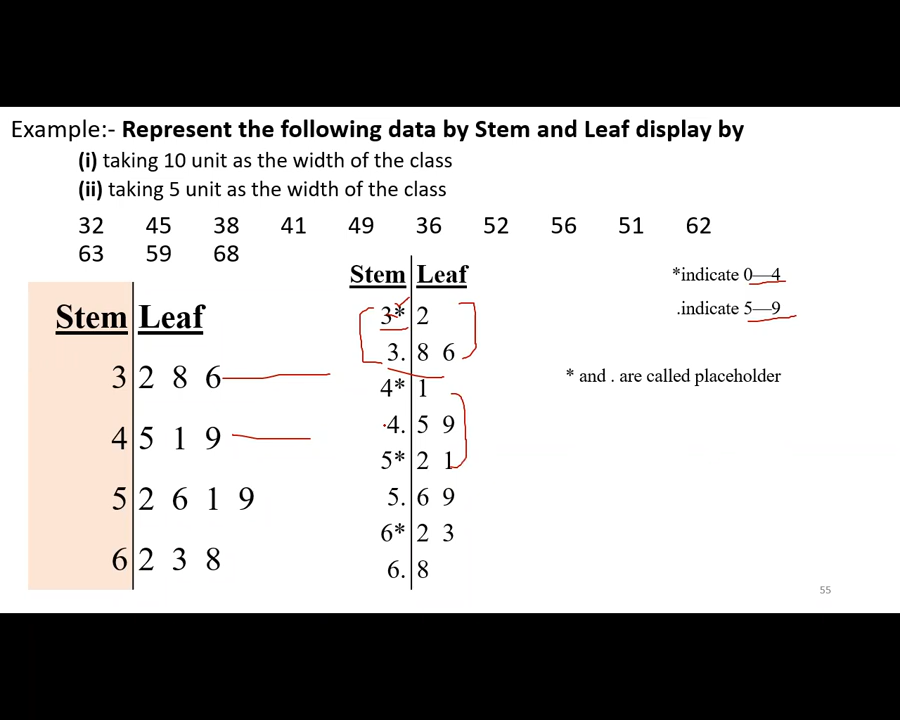 Example:- Represent the following data by Stem and Leaf display by
(i) taking 10 unit as the width of the class
(ii) taking 5 unit as the width of the class
32 45 38 41 49 36 52 56 51 62
63 59 68
Stem Leaf
3 2 8 6
4 5 1 9
5 2 6 1 9
6 2 3 8
Stem Leaf
3* 2
3. 8 6
4* 1
4. 5 9
5* 2 1
5. 6 9
6* 2 3
6. 8
*indicate 0—4
.indicate 5—9
* and . are called placeholder
55